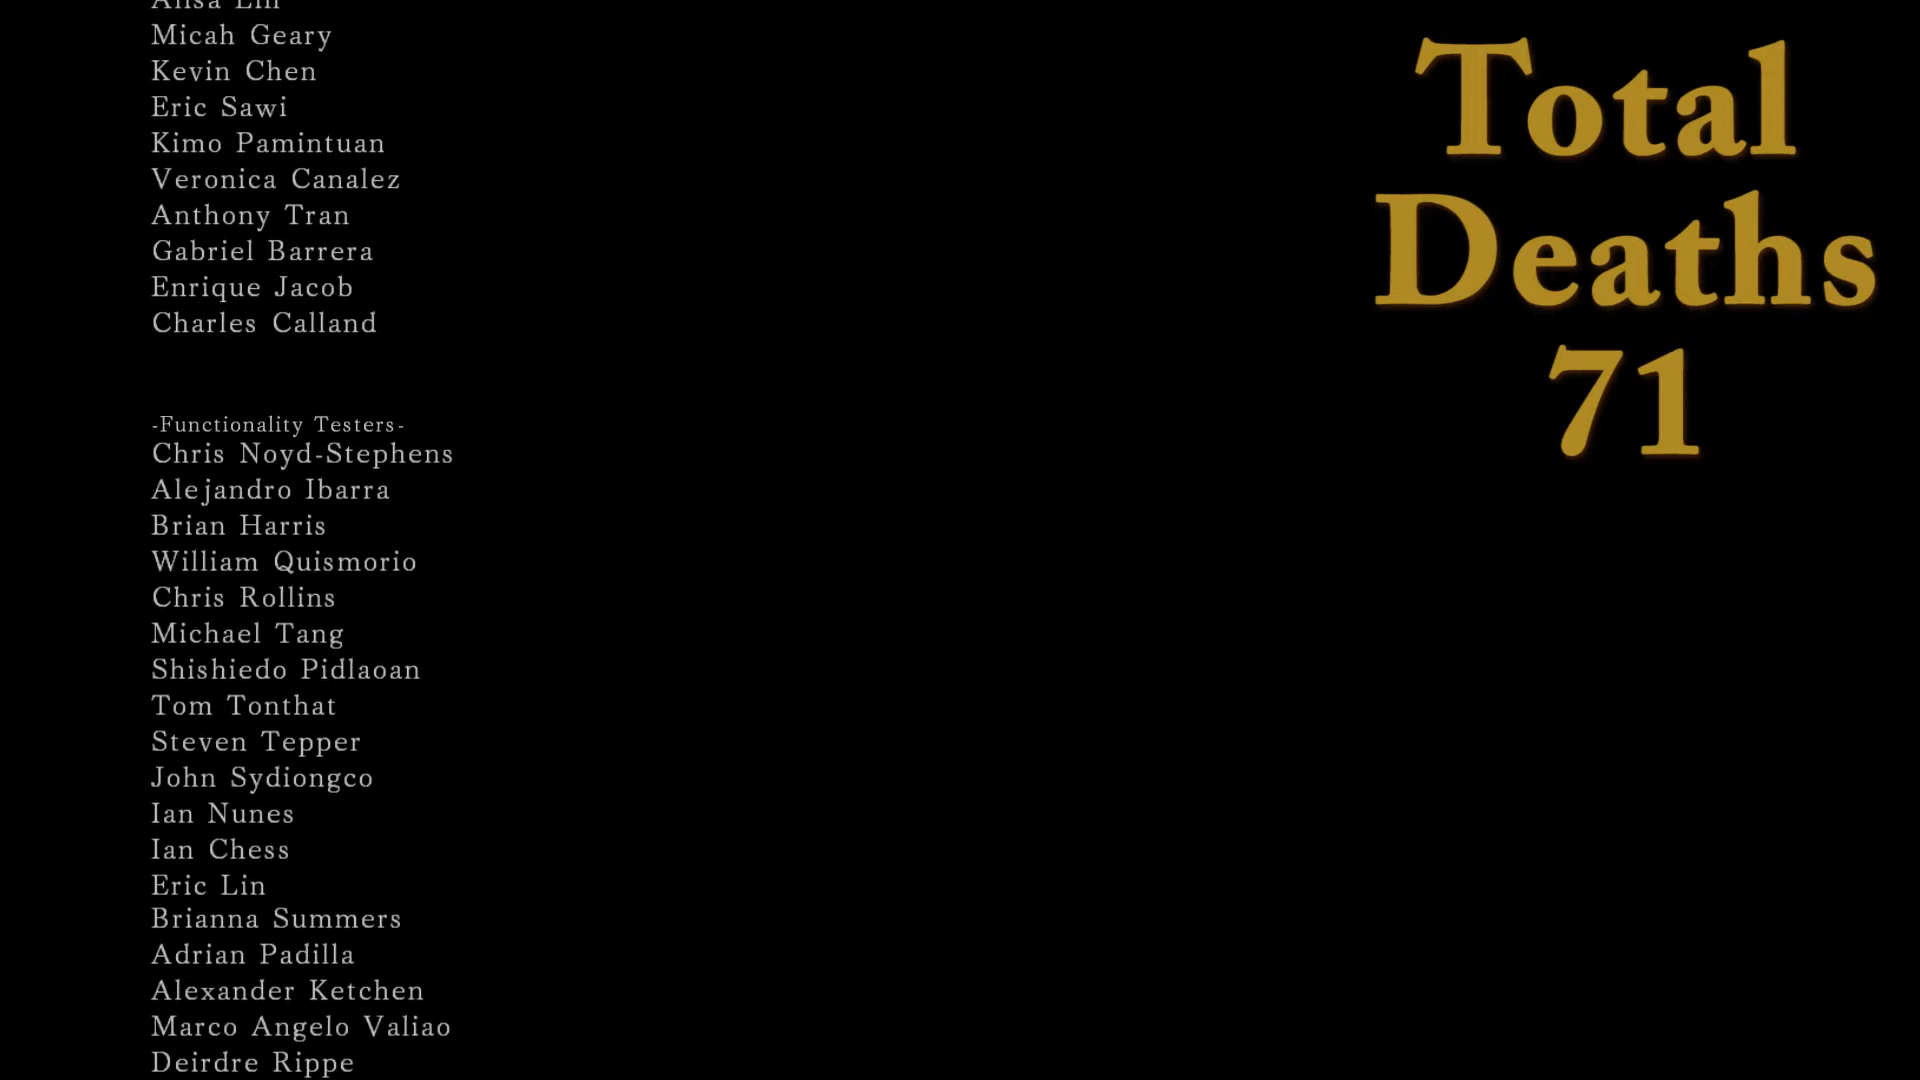 Alisa Lin
Micah Geary
Kevin Chen
Eric Sawi
Kimo Pamintuan
Veronica Canalez
Anthony Tran
Gabriel Barrera
Enrique Jacob
Charles Calland
-Functionality Testers-
Chris Noyd-Stephens
Alejandro Ibarra
Brian Harris
William Quismorio
Chris Rollins
Michael Tang
Shishiedo Pidlaoan
Tom Tonthat
Steven Tepper
John Sydiongco
Ian Nunes
Ian Chess
Eric Lin
Brianna Summers
Adrian Padilla
Alexander Ketchen
Marco Angelo Valiao
Deirdre Rippe
Total
Deaths
71